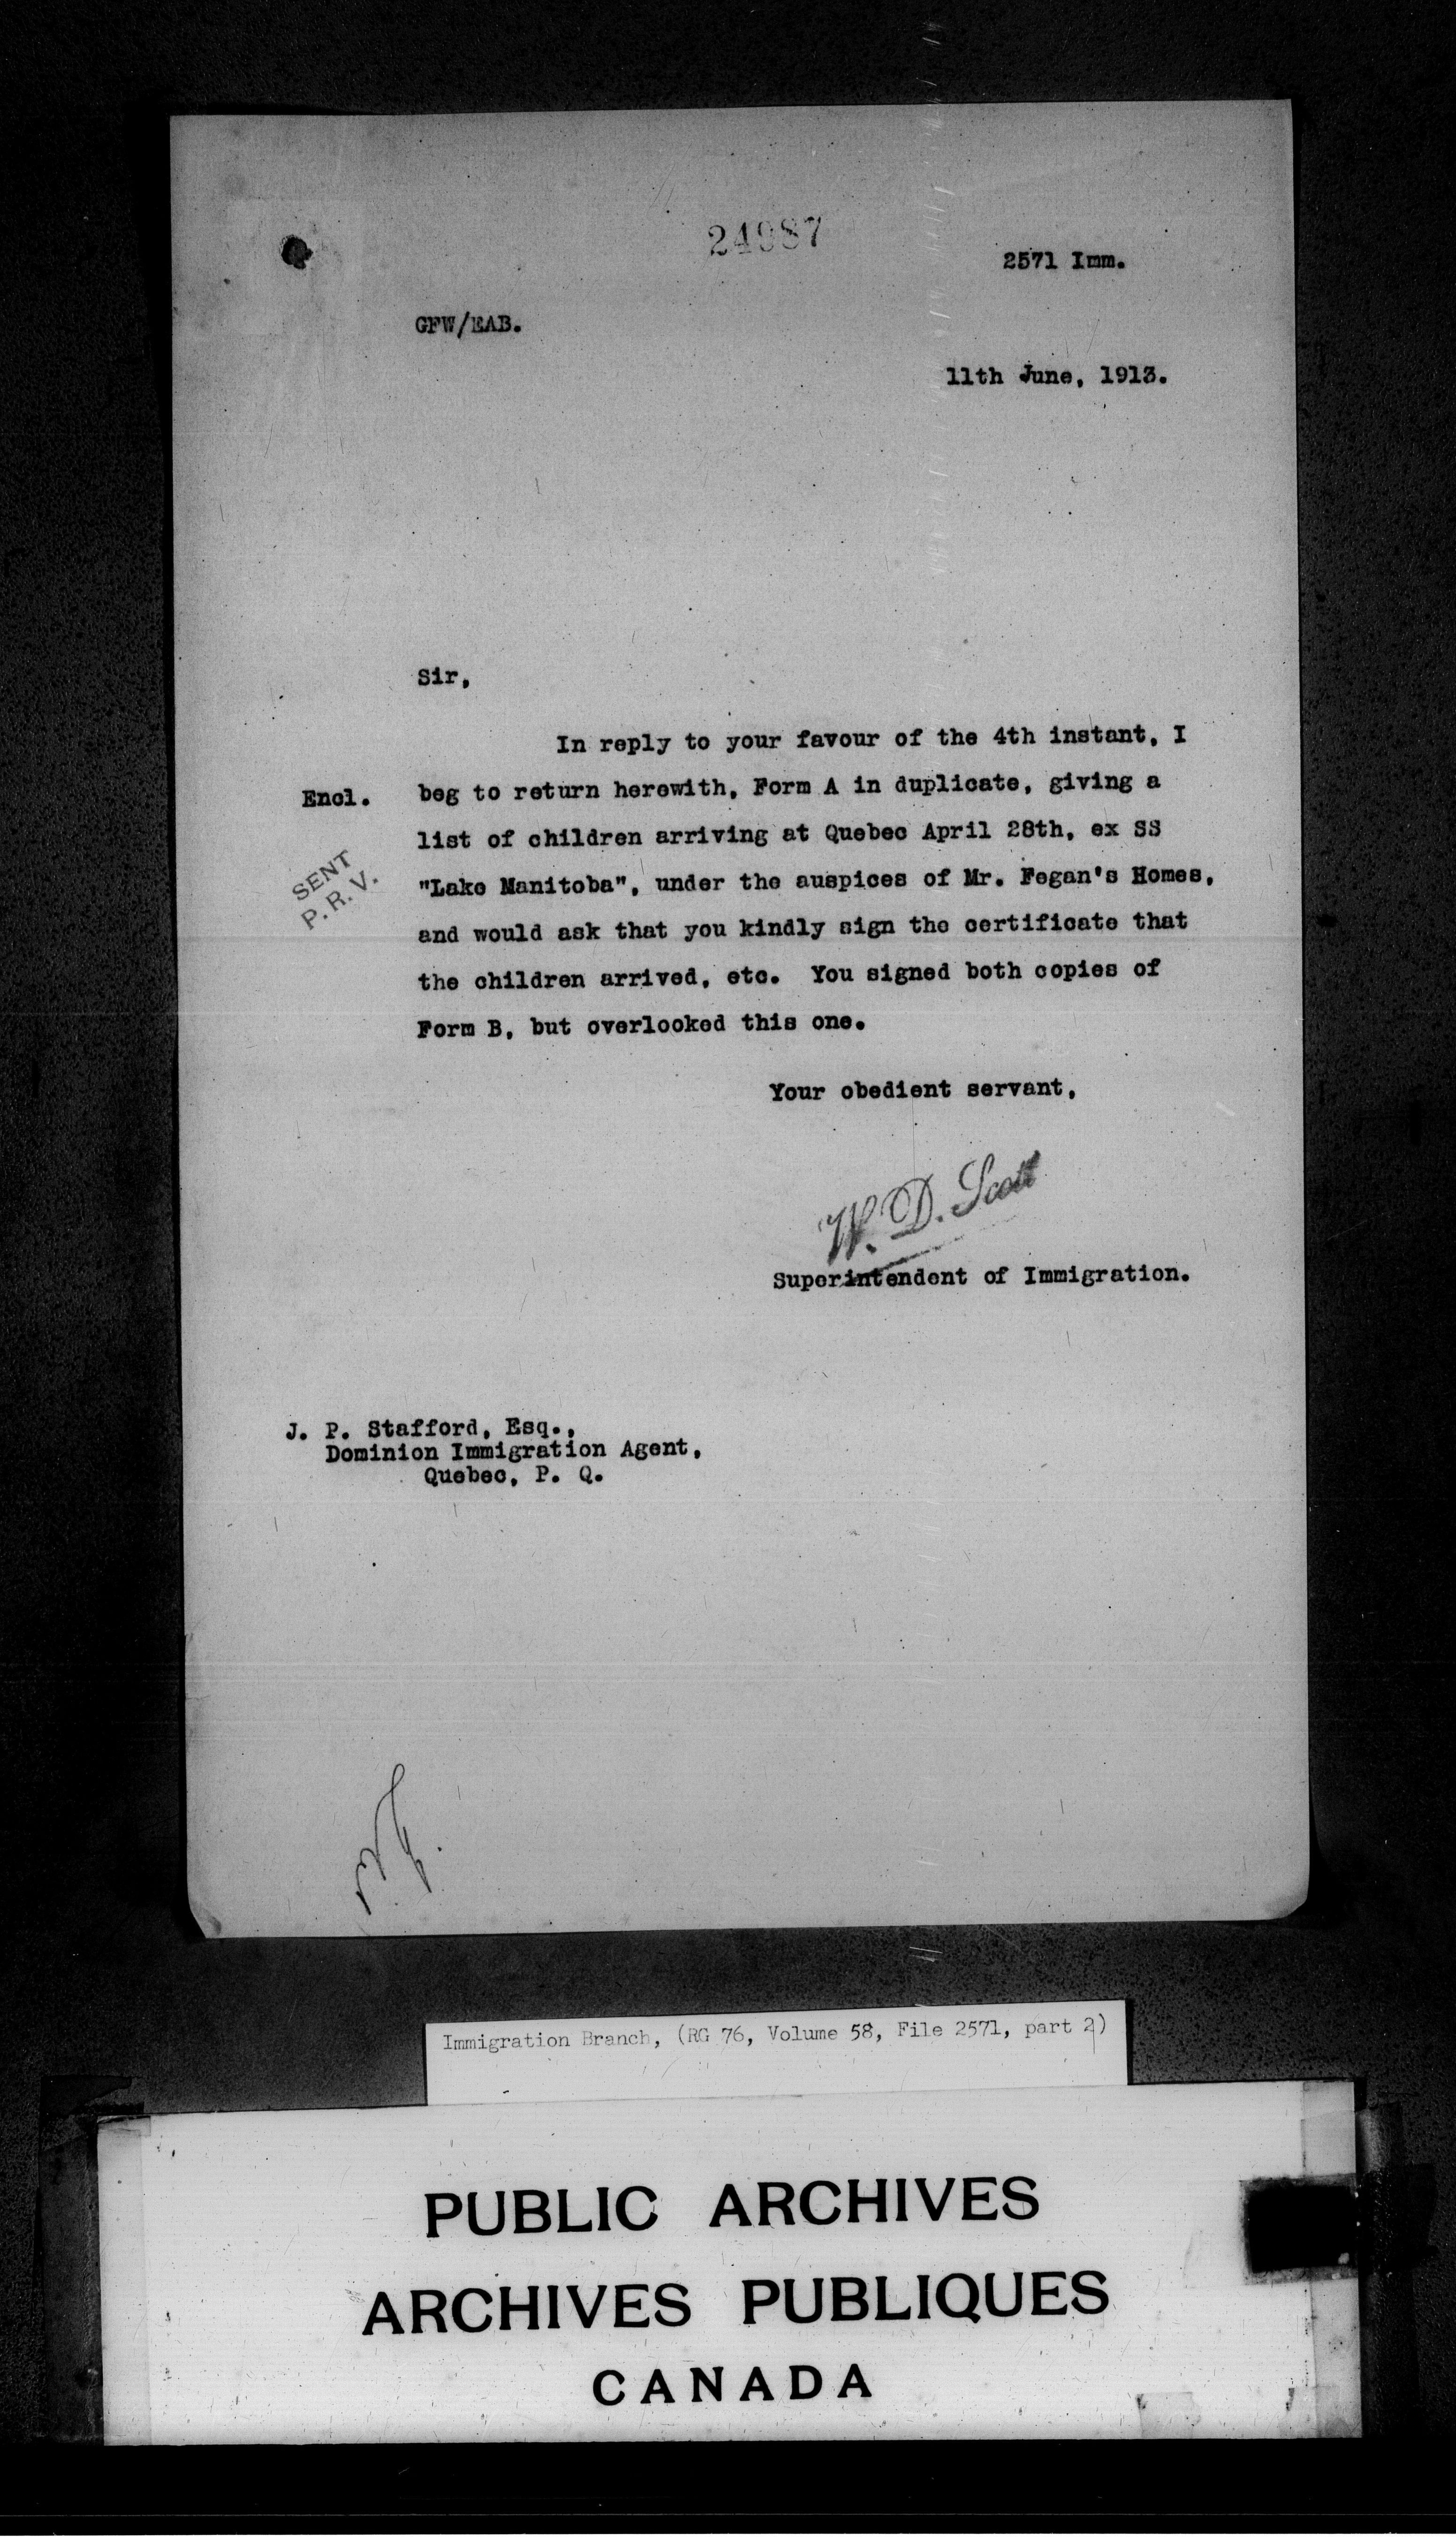 24987
2571 Imm.
GFW/EAB.
11th June, 1913.
Sir,
In reply to your favour of the 4th instant, I
Encl. beg to return herewith, Form A in duplicate, giving a
list of children arriving at Quebec April 28th, ex SS
"Lake Manitoba", under the auspices of Mr. Fegan's Homes,
SENT
P. R. V.
and would ask that you kindly sign the certificate that
the children arrived, etc. You signed both copies of
Form B, but overlooked this one.
Your obedient servant,
W. D. Scott
Superintendent of Immigration.
J. P. Stafford, Esq.,
Dominion Immigration Agent,
Quebec, P. Q.
Immigration Branch, (RG 76, Volume 58, File 2571, part 2)
PUBLIC ARCHIVES
ARCHIVES PUBLIQUES
CANADA